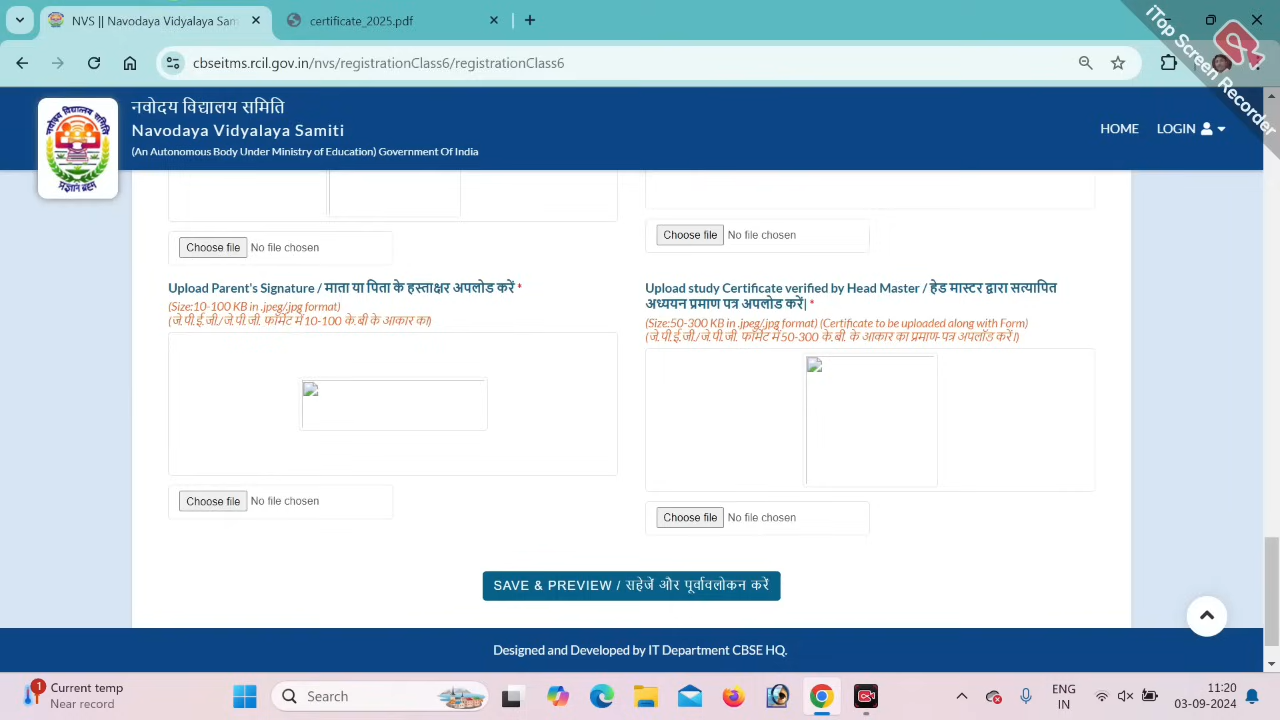 NVS || Navodaya Vidyalaya S
certificate_2025.pdf
cbseitms.rcil.gov.in/nvs/registrationClass6/registrationClass6
iTop Screen Recorder
नवोदय विद्यालय समिति
Navodaya Vidyalaya Samiti
(An Autonomous Body Under Ministry of Education) Government Of India
HOME LOGIN
Choose file No file chosen
Choose file No file chosen
Upload Parent's Signature / माता या पिता के हस्ताक्षर अपलोड करें *
(Size:10-100 KB in .jpeg/.jpg format)
(जे.पी.ई.जी./जे.पी.जी. फॉर्मेट में 10-100 के.बी के आकार का)
Choose file No file chosen
Upload study Certificate verified by Head Master / हेड मास्टर द्वारा सत्यापित
अध्ययन प्रमाण पत्र अपलोड करें| *
(Size:50-300 KB in .jpeg/.jpg format) (Certificate to be uploaded along with Form)
(जे.पी.ई.जी./जे.पी.जी. फॉर्मेट में 50-300 के.बी. के आकार का प्रमाण-पत्र अपलॉड करें।)
Choose file No file chosen
SAVE & PREVIEW / सहेजें और पूर्वावलोकन करें
Designed and Developed by IT Department CBSE HQ.
1
Current temp
Near record
Search
ENG
IN
11:20
03-09-2024